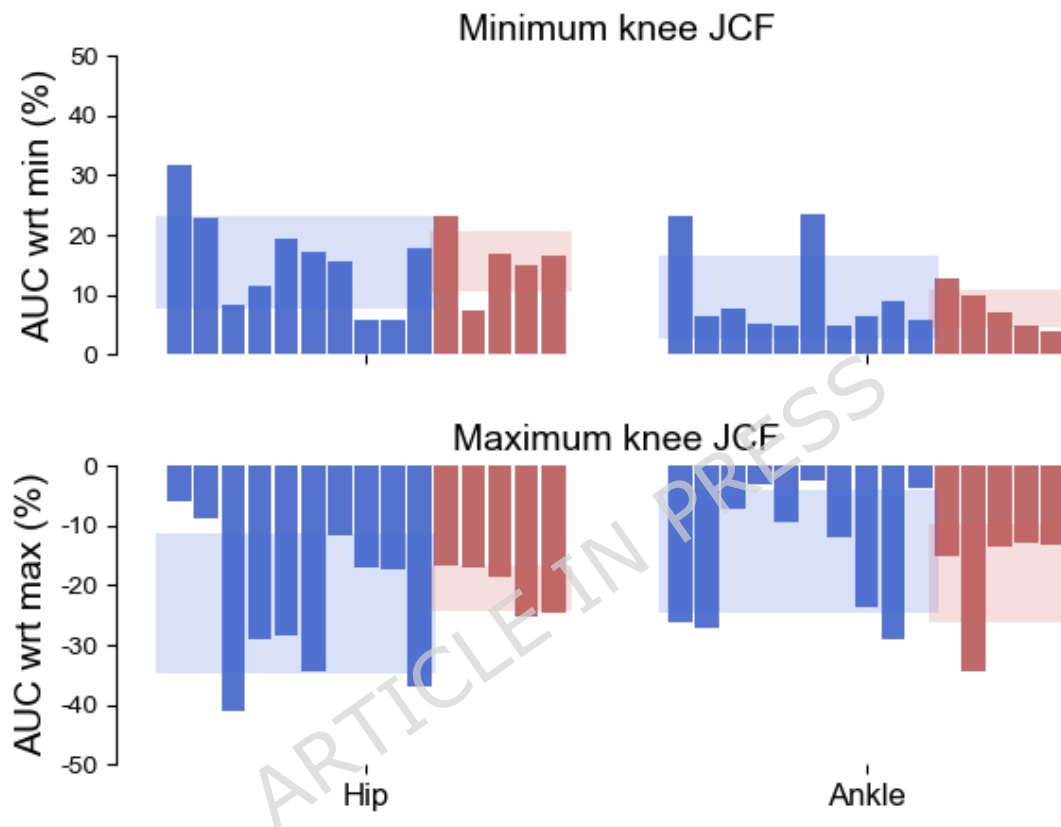 Minimum knee JCF
AUC wrt min (%)
50
40
30
20
10
0
Maximum knee JCF
AUC wrt max (%)
0
-10
-20
-30
-40
-50
Hip
Ankle
ARTICLE IN PRESS